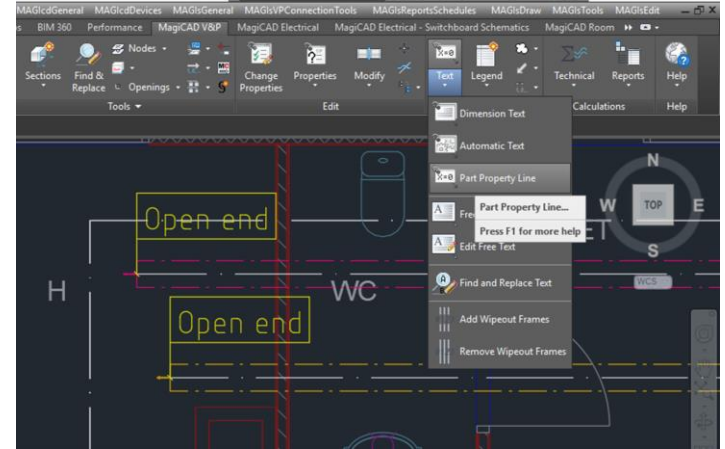 MAGIcdGeneral MAGIcdDevices MAGIsGeneral MAGIsVPConnectionTools MAGIsReportsSchedules MAGIsDraw MAGIsTools MAGIsEdit
BIM 360 Performance MagiCAD V&P MagiCAD Electrical MagiCAD Electrical - Switchboard Schematics MagiCAD Room
Nodes
Openings
Sections
Find & Replace
Change Properties
Properties
Modify
X=0
Text
Legend
Technical
Reports
Help
Tools
Edit
Calculations
Help
Dimension Text
Automatic Text
Part Property Line
Part Property Line...
Press F1 for more help
Edit Free Text
Find and Replace Text
Add Wipeout Frames
Remove Wipeout Frames
Open end
Open end
H
WC
N
W
TOP
E
S
WCS